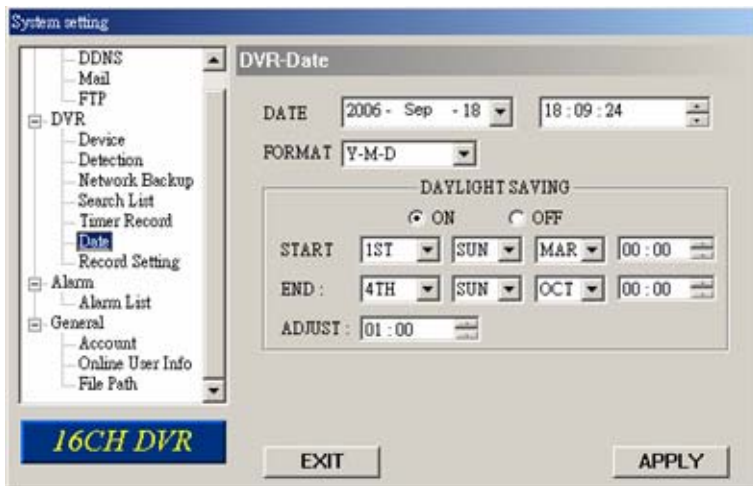 System setting
DDNS
Mail
FTP
DVR
Device
Detection
Network Backup
Search List
Timer Record
Date
Record Setting
Alarm
Alarm List
General
Account
Online User Info
File Path
16CH DVR
DVR-Date
DATE 2006 - Sep - 18 18 : 09 : 24
FORMAT Y-M-D
DAYLIGHT SAVING
ON OFF
START 1ST SUN MAR 00 : 00
END : 4TH SUN OCT 00 : 00
ADJUST : 01 : 00
EXIT APPLY